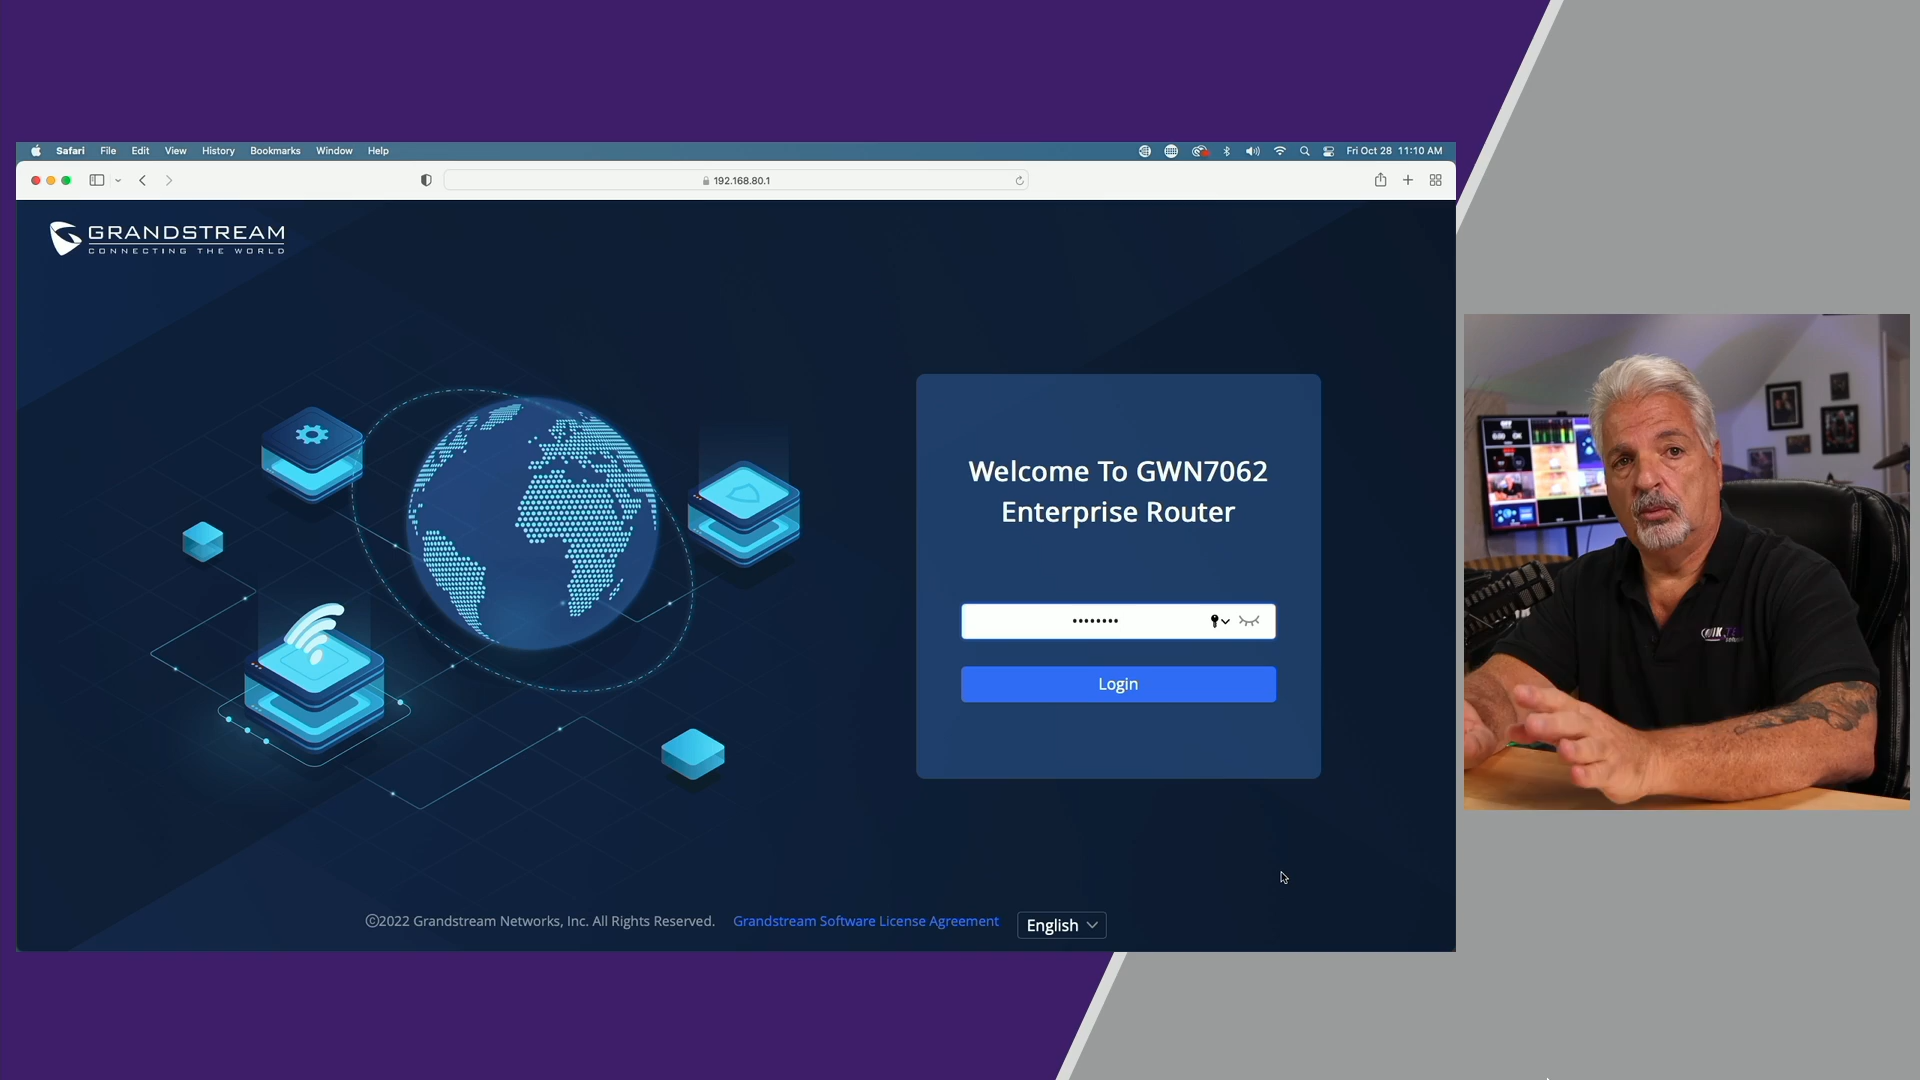 Safari File Edit View History Bookmarks Window Help Fri Oct 28 11:10 AM
192.168.80.1
GRANDSTREAM
CONNECTING THE WORLD
Welcome To GWN7062
Enterprise Router
••••••••
Login
©2022 Grandstream Networks, Inc. All Rights Reserved. Grandstream Software License Agreement English